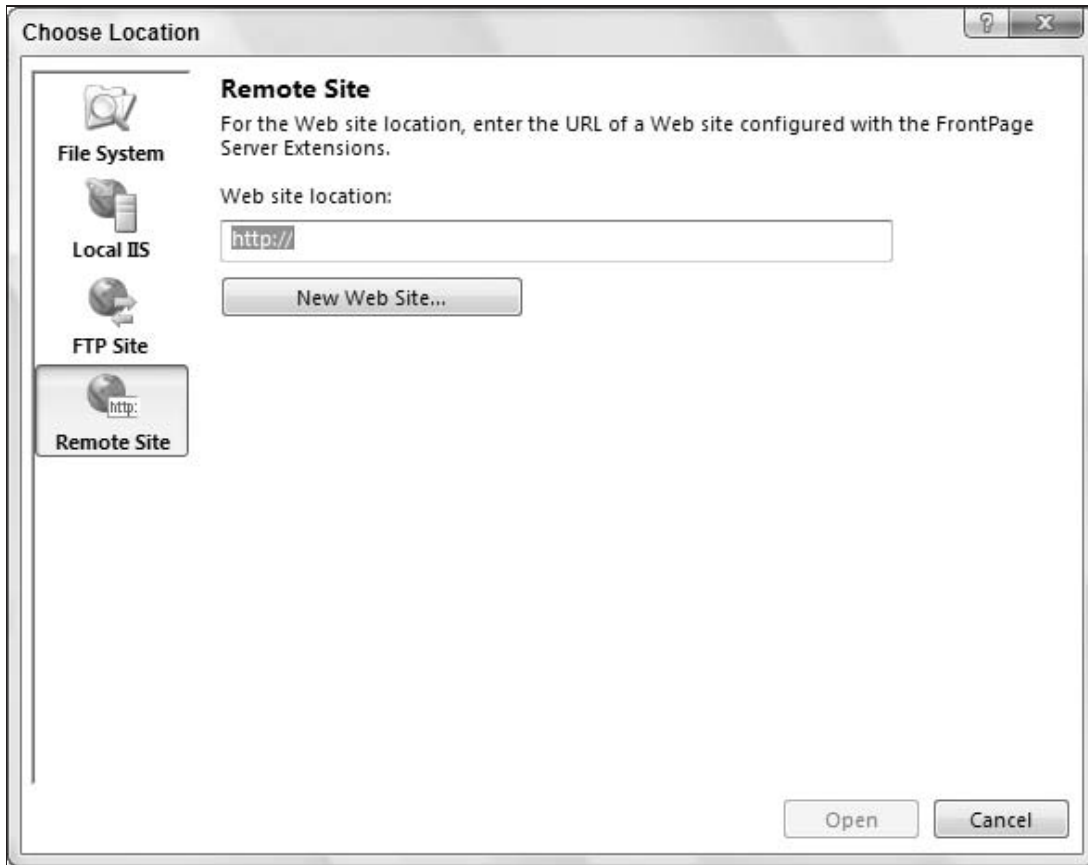 Choose Location
?
File System
Local IIS
FTP Site
http:
Remote Site
Remote Site
For the Web site location, enter the URL of a Web site configured with the FrontPage
Server Extensions.
Web site location:
http://
New Web Site...
Open
Cancel